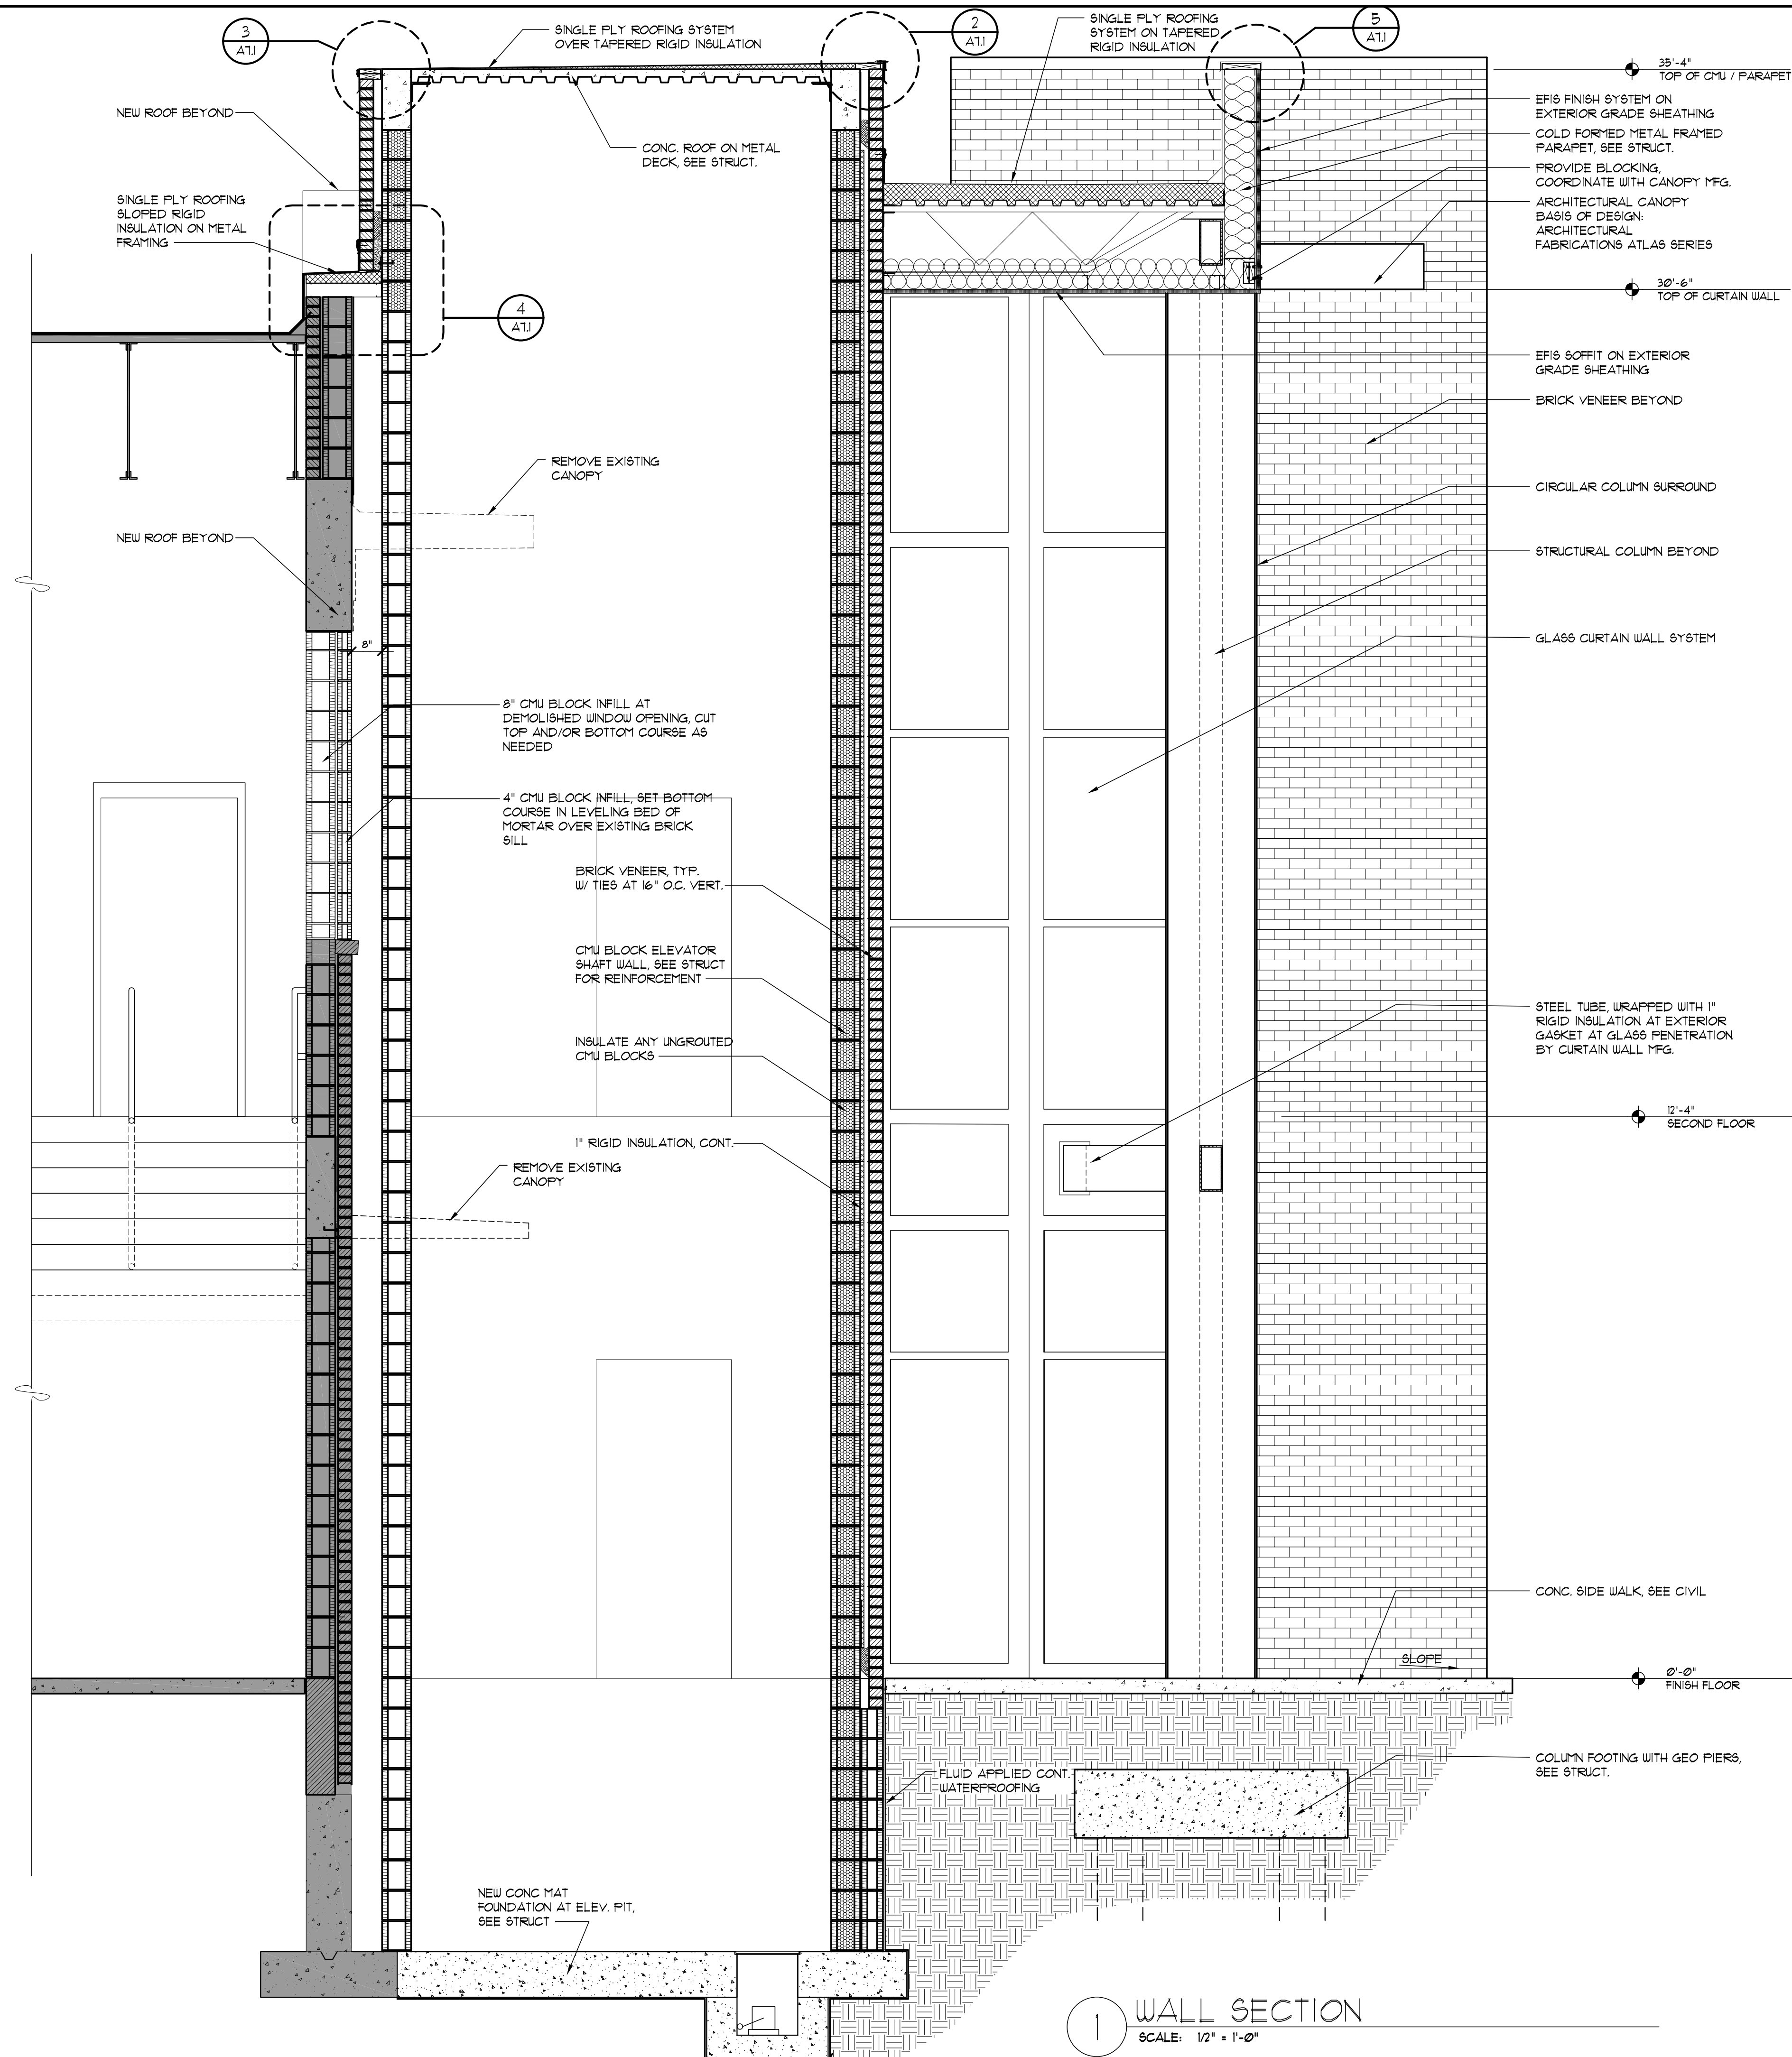 3
A7.1
SINGLE PLY ROOFING SYSTEM
OVER TAPERED RIGID INSULATION
2
A7.1
SINGLE PLY ROOFING
SYSTEM ON TAPERED
RIGID INSULATION
5
A7.1
35'-4"
TOP OF CMU / PARAPET
NEW ROOF BEYOND
CONC. ROOF ON METAL
DECK, SEE STRUCT.
EFIS FINISH SYSTEM ON
EXTERIOR GRADE SHEATHING
COLD FORMED METAL FRAMED
PARAPET, SEE STRUCT.
PROVIDE BLOCKING,
COORDINATE WITH CANOPY MFG.
ARCHITECTURAL CANOPY
BASIS OF DESIGN:
ARCHITECTURAL
FABRICATIONS ATLAS SERIES
SINGLE PLY ROOFING
SLOPED RIGID
INSULATION ON METAL
FRAMING
30'-6"
TOP OF CURTAIN WALL
4
A7.1
EFIS SOFFIT ON EXTERIOR
GRADE SHEATHING
BRICK VENEER BEYOND
REMOVE EXISTING
CANOPY
CIRCULAR COLUMN SURROUND
NEW ROOF BEYOND
STRUCTURAL COLUMN BEYOND
8"
GLASS CURTAIN WALL SYSTEM
8" CMU BLOCK INFILL AT
DEMOLISHED WINDOW OPENING, CUT
TOP AND/OR BOTTOM COURSE AS
NEEDED
4" CMU BLOCK INFILL, SET BOTTOM
COURSE IN LEVELING BED OF
MORTAR OVER EXISTING BRICK
SILL
BRICK VENEER, TYP.
W/ TIES AT 16" O.C. VERT.
CMU BLOCK ELEVATOR
SHAFT WALL, SEE STRUCT
FOR REINFORCEMENT
STEEL TUBE, WRAPPED WITH 1"
RIGID INSULATION AT EXTERIOR
GASKET AT GLASS PENETRATION
BY CURTAIN WALL MFG.
INSULATE ANY UNGROUTED
CMU BLOCKS
12'-4"
SECOND FLOOR
1" RIGID INSULATION, CONT.
REMOVE EXISTING
CANOPY
CONC. SIDE WALK, SEE CIVIL
SLOPE
0'-0"
FINISH FLOOR
COLUMN FOOTING WITH GEO PIERS,
SEE STRUCT.
FLUID APPLIED CONT.
WATERPROOFING
NEW CONC MAT
FOUNDATION AT ELEV. PIT,
SEE STRUCT
1
WALL SECTION
SCALE: 1/2" = 1'-0"